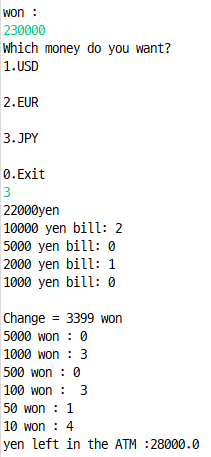 won :
230000
Which money do you want?
1.USD
2.EUR
3.JPY
0.Exit
3
22000yen
10000 yen bill: 2
5000 yen bill: 0
2000 yen bill: 1
1000 yen bill: 0
Change = 3399 won
5000 won : 0
1000 won : 3
500 won : 0
100 won :  3
50 won : 1
10 won : 4
yen left in the ATM :28000.0